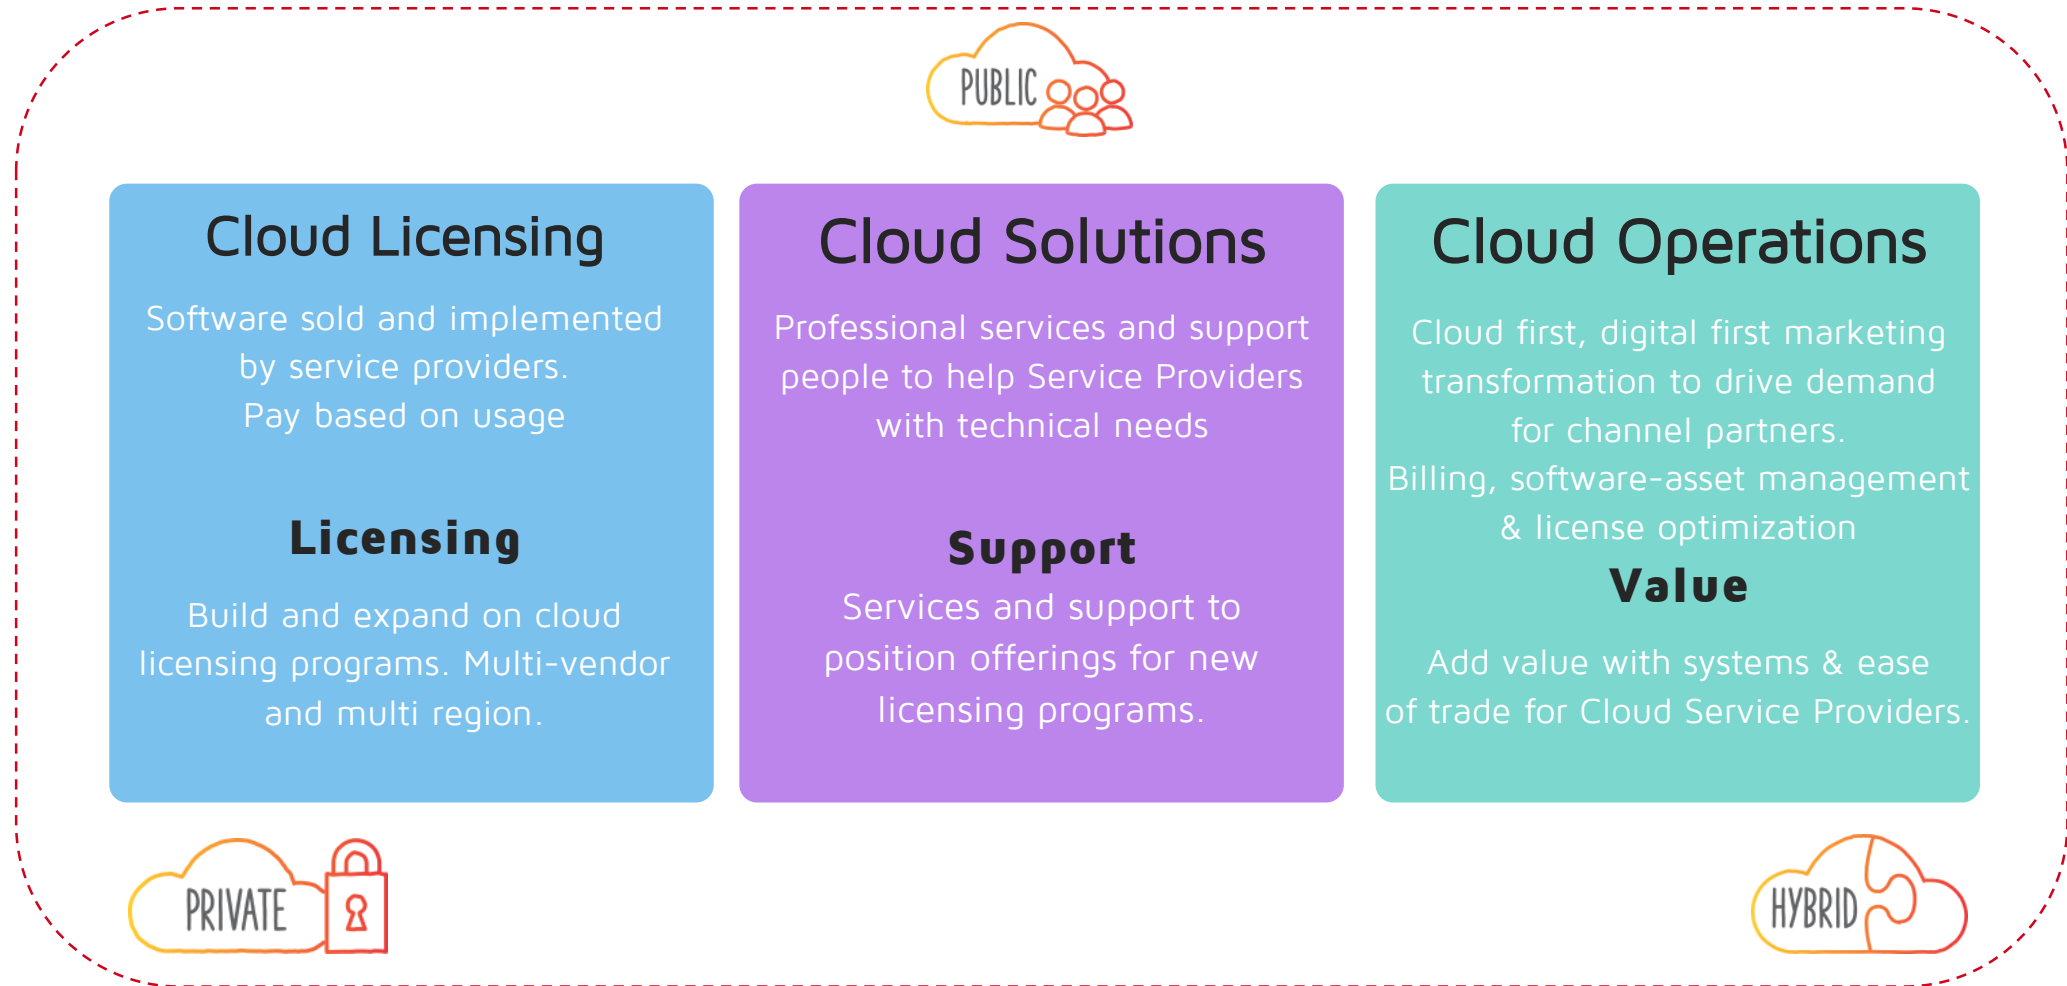 PUBLIC
Cloud Licensing
Software sold and implemented
by service providers.
Pay based on usage
Licensing
Build and expand on cloud
licensing programs. Multi-vendor
and multi region.
Cloud Solutions
Professional services and support
people to help Service Providers
with technical needs
Support
Services and support to
position offerings for new
licensing programs.
Cloud Operations
Cloud first, digital first marketing
transformation to drive demand
for channel partners.
Billing, software-asset management
& license optimization
Value
Add value with systems & ease
of trade for Cloud Service Providers.
PRIVATE
HYBRID